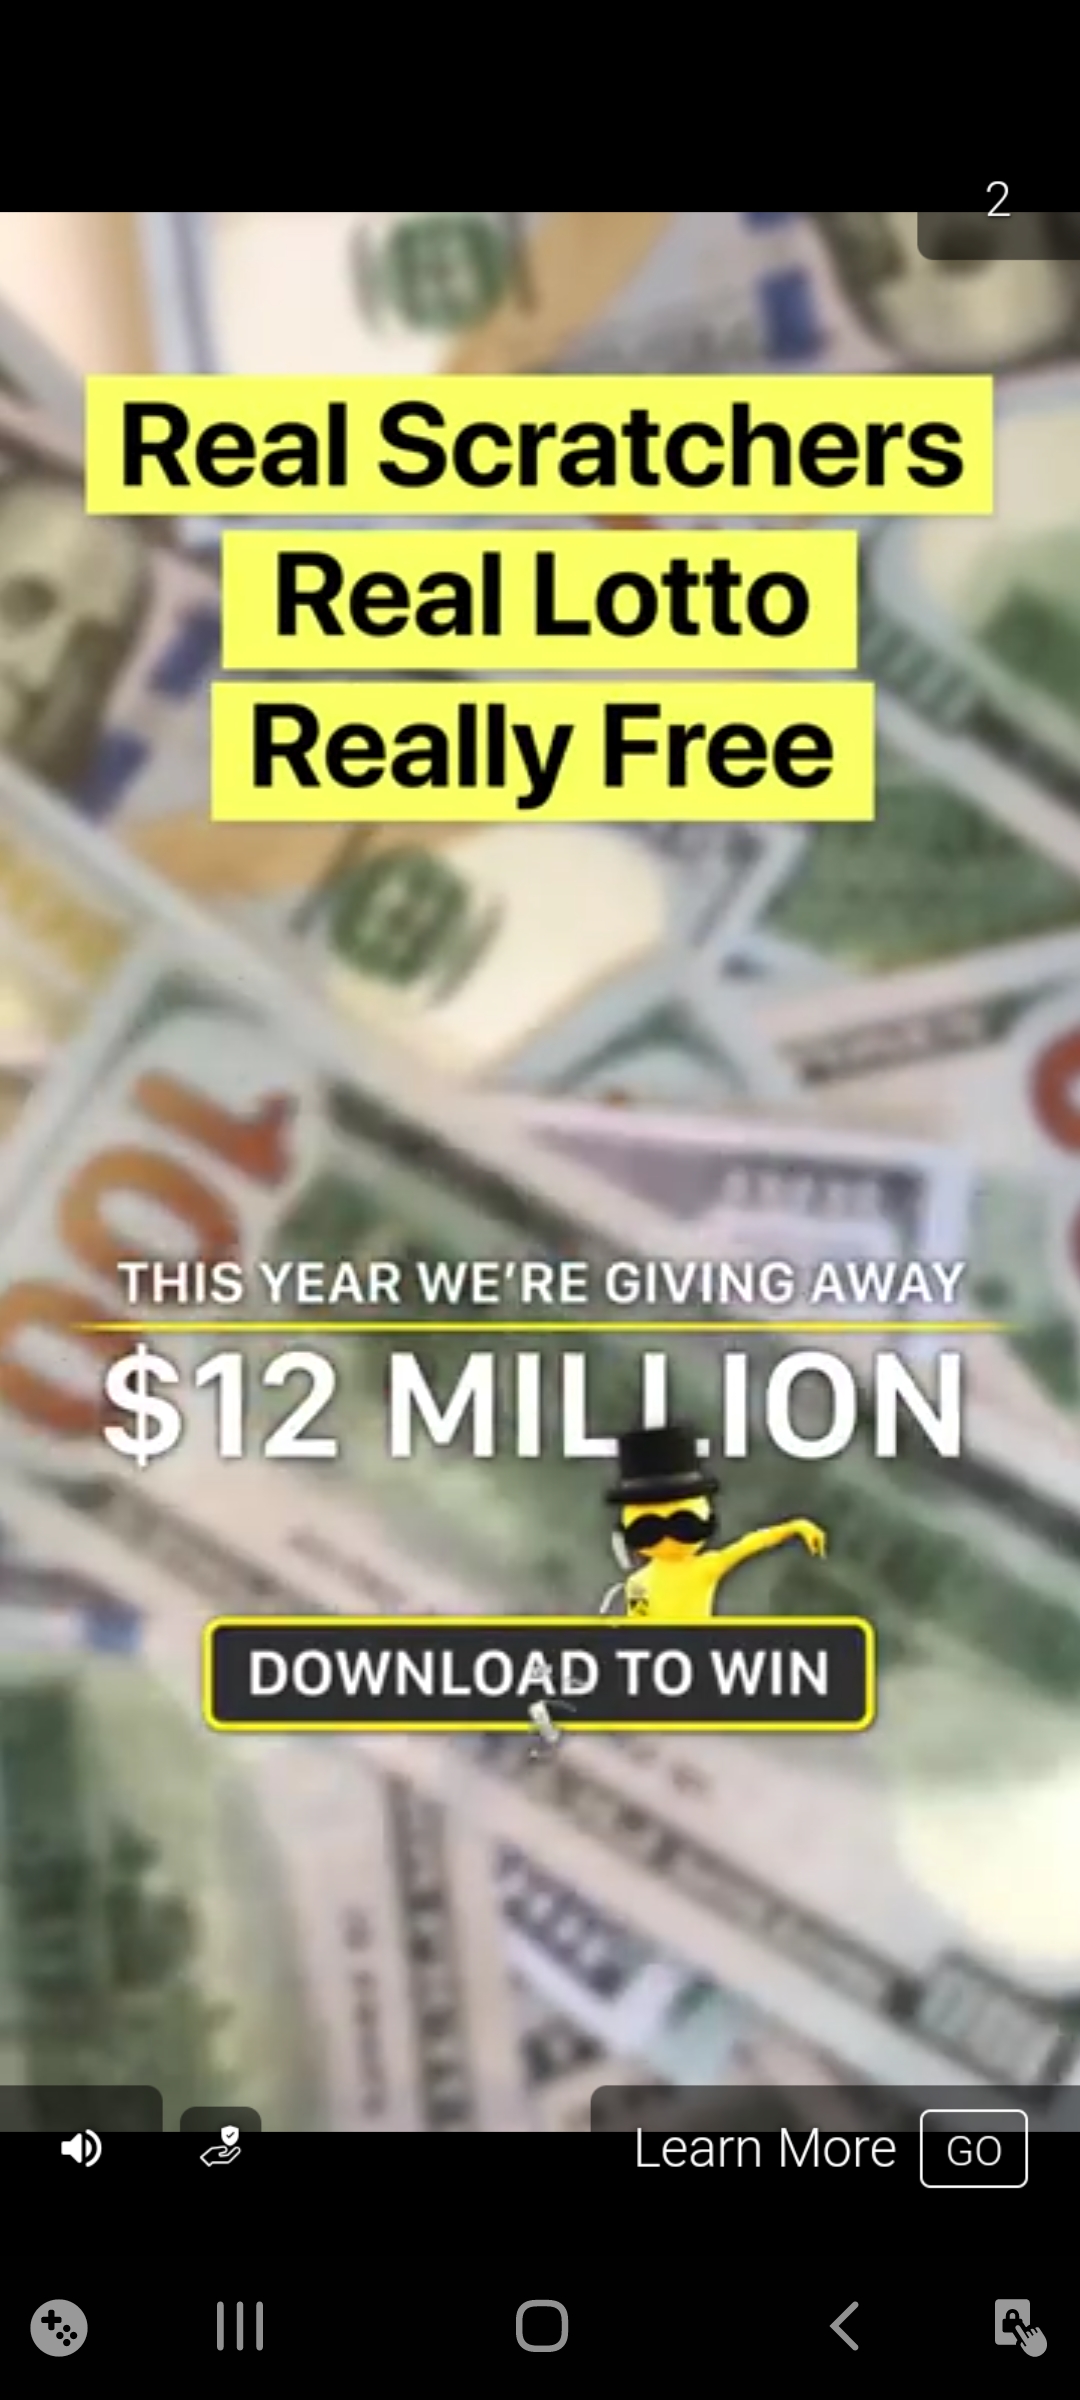 2
Real Scratchers
Real Lotto
Really Free
100
THIS YEAR WE'RE GIVING AWAY
$12 MILLION
DOWNLOAD TO WIN
Learn More GO